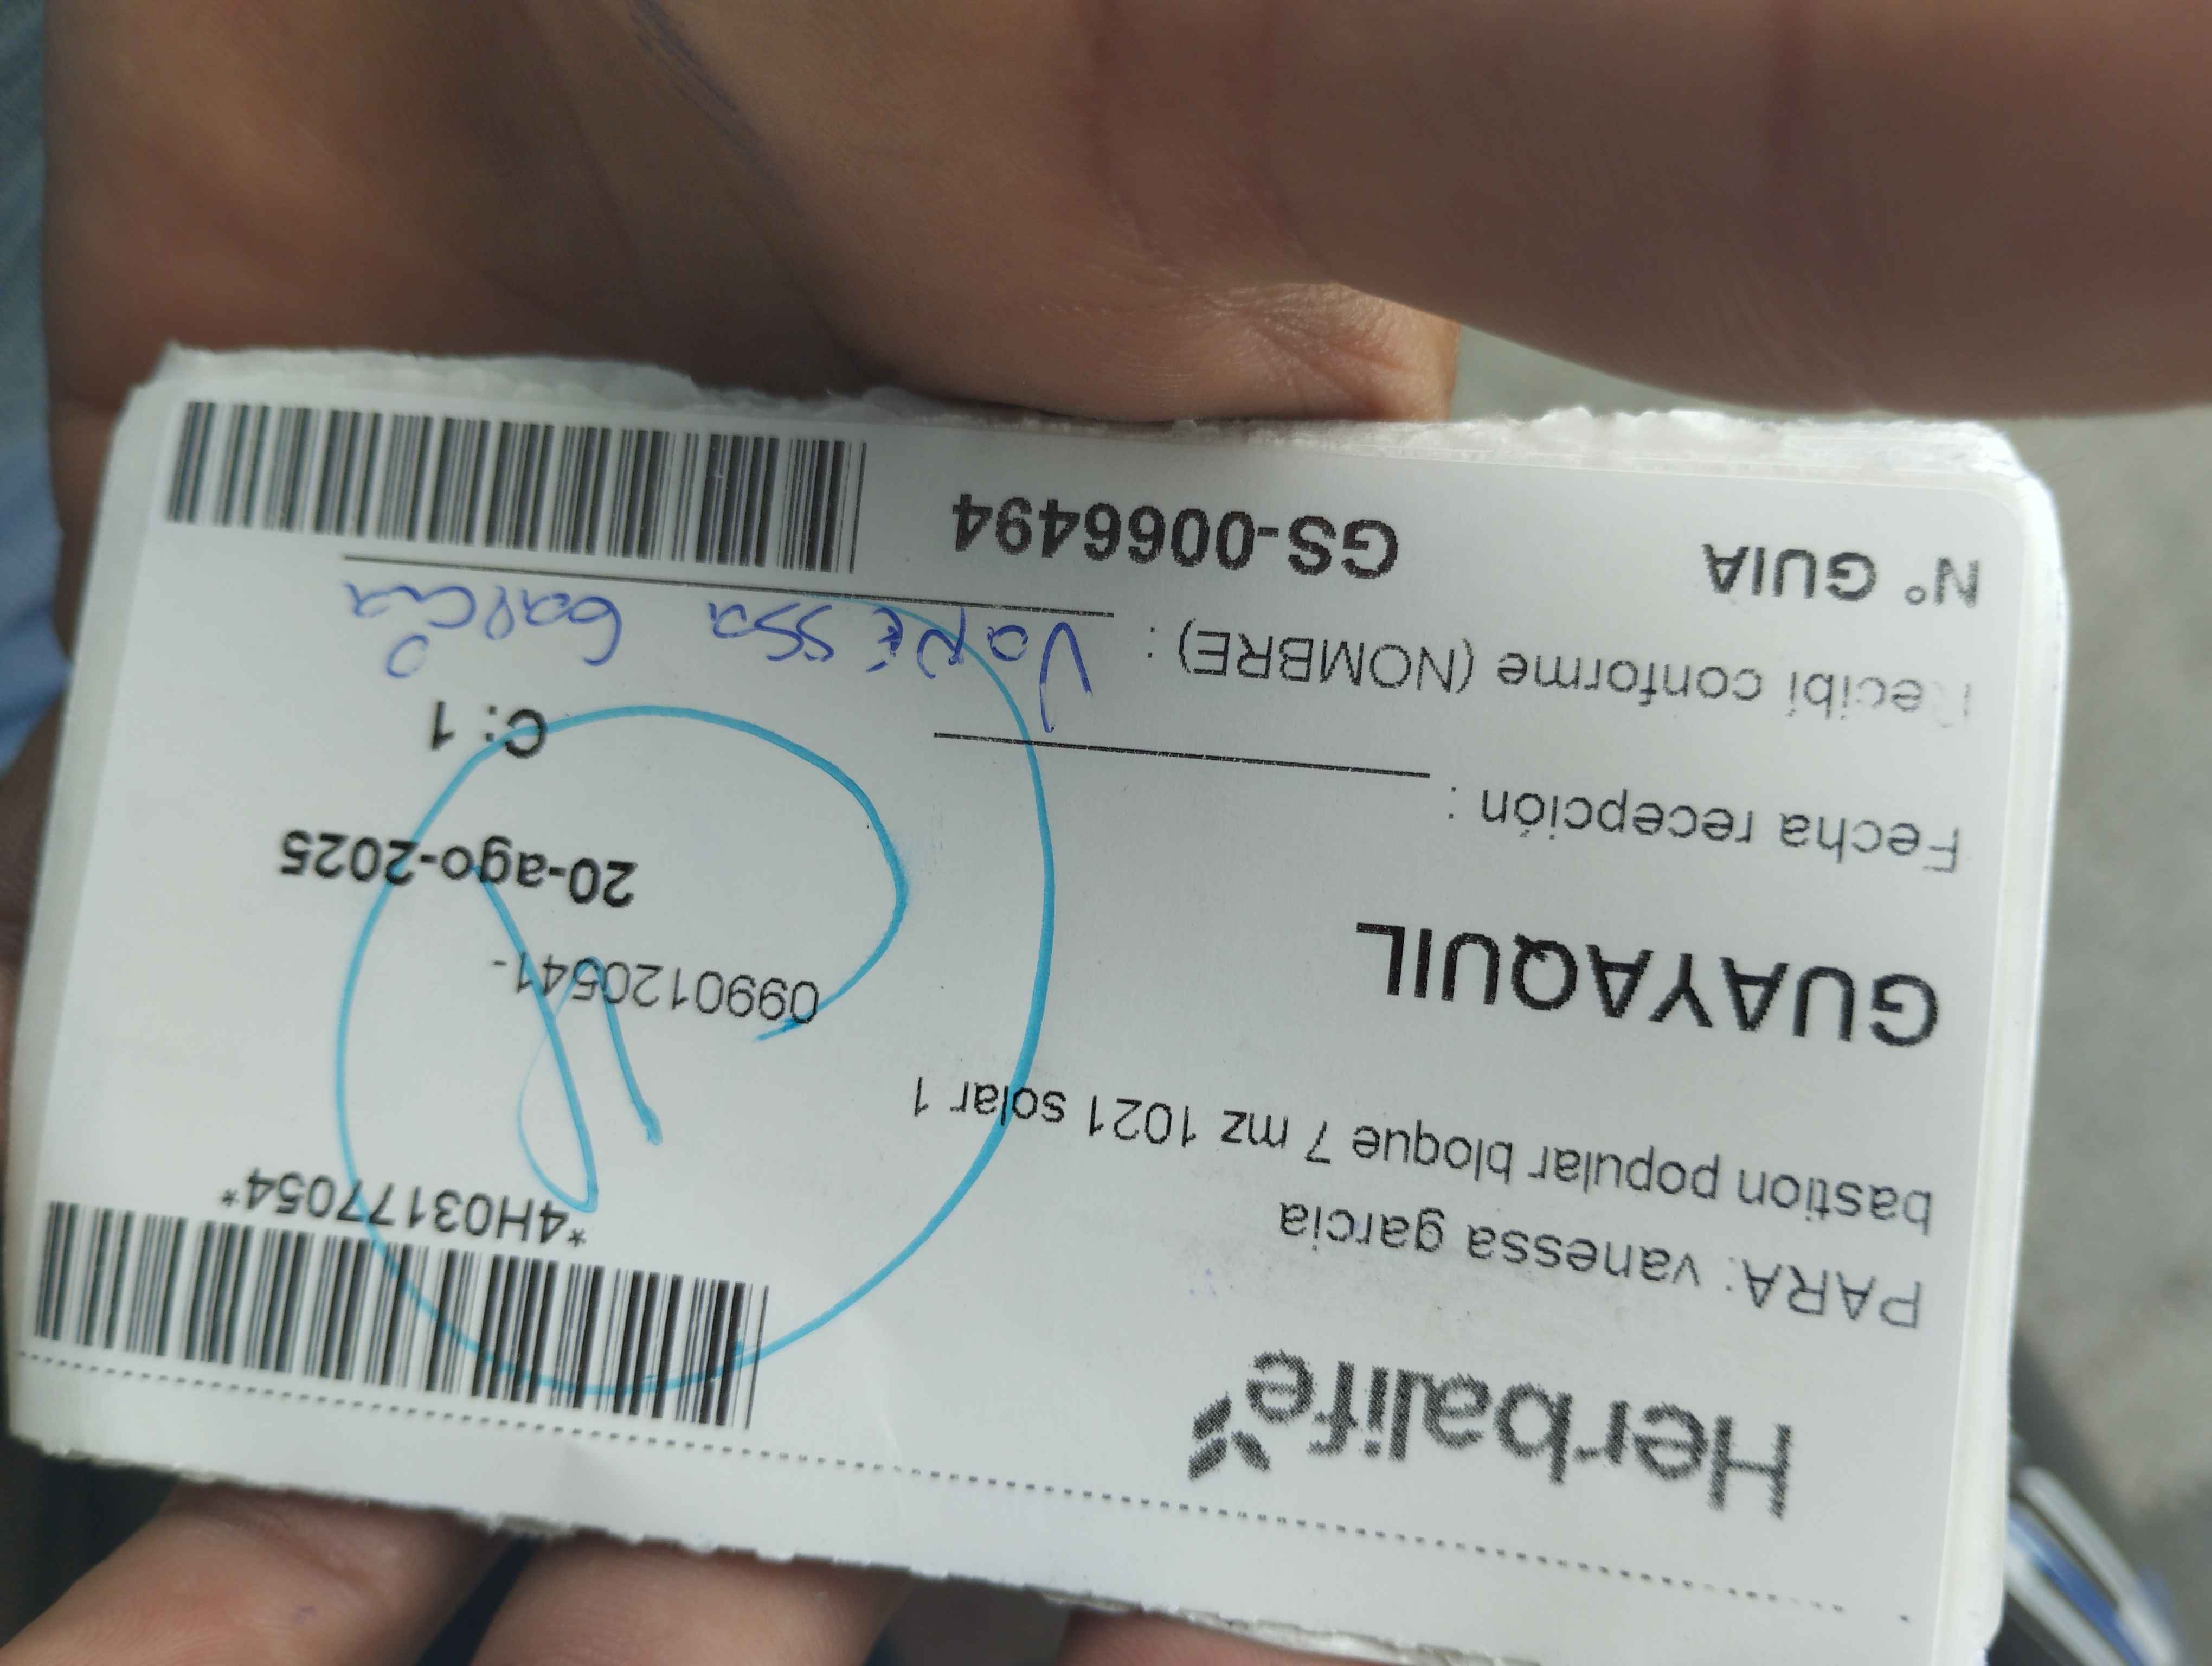 Herbalife
PARA: vanessa garcia
*4H03177054*
bastion popular bloque 7 mz 1021 solar 1
0990120541-
GUAYAQUIL
20-ago-2025
Fecha recepción :
C: 1
Recibí conforme (NOMBRE) : Vanessa Garcia
N° GUIA GS-0066494